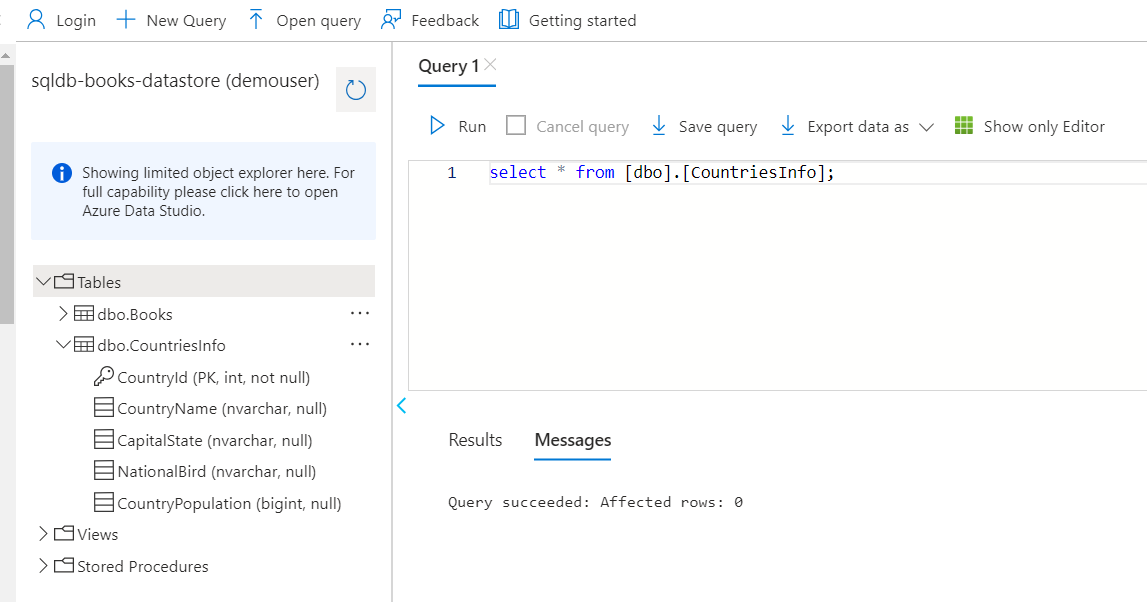 Login New Query Open query Feedback Getting started
sqldb-books-datastore (demouser)
Showing limited object explorer here. For
full capability please click here to open
Azure Data Studio.
Tables
dbo.Books
dbo.CountriesInfo
CountryId (PK, int, not null)
CountryName (nvarchar, null)
CapitalState (nvarchar, null)
NationalBird (nvarchar, null)
CountryPopulation (bigint, null)
Views
Stored Procedures
Query 1
Run Cancel query Save query Export data as Show only Editor
1 select * from [dbo].[CountriesInfo];
Results Messages
Query succeeded: Affected rows: 0